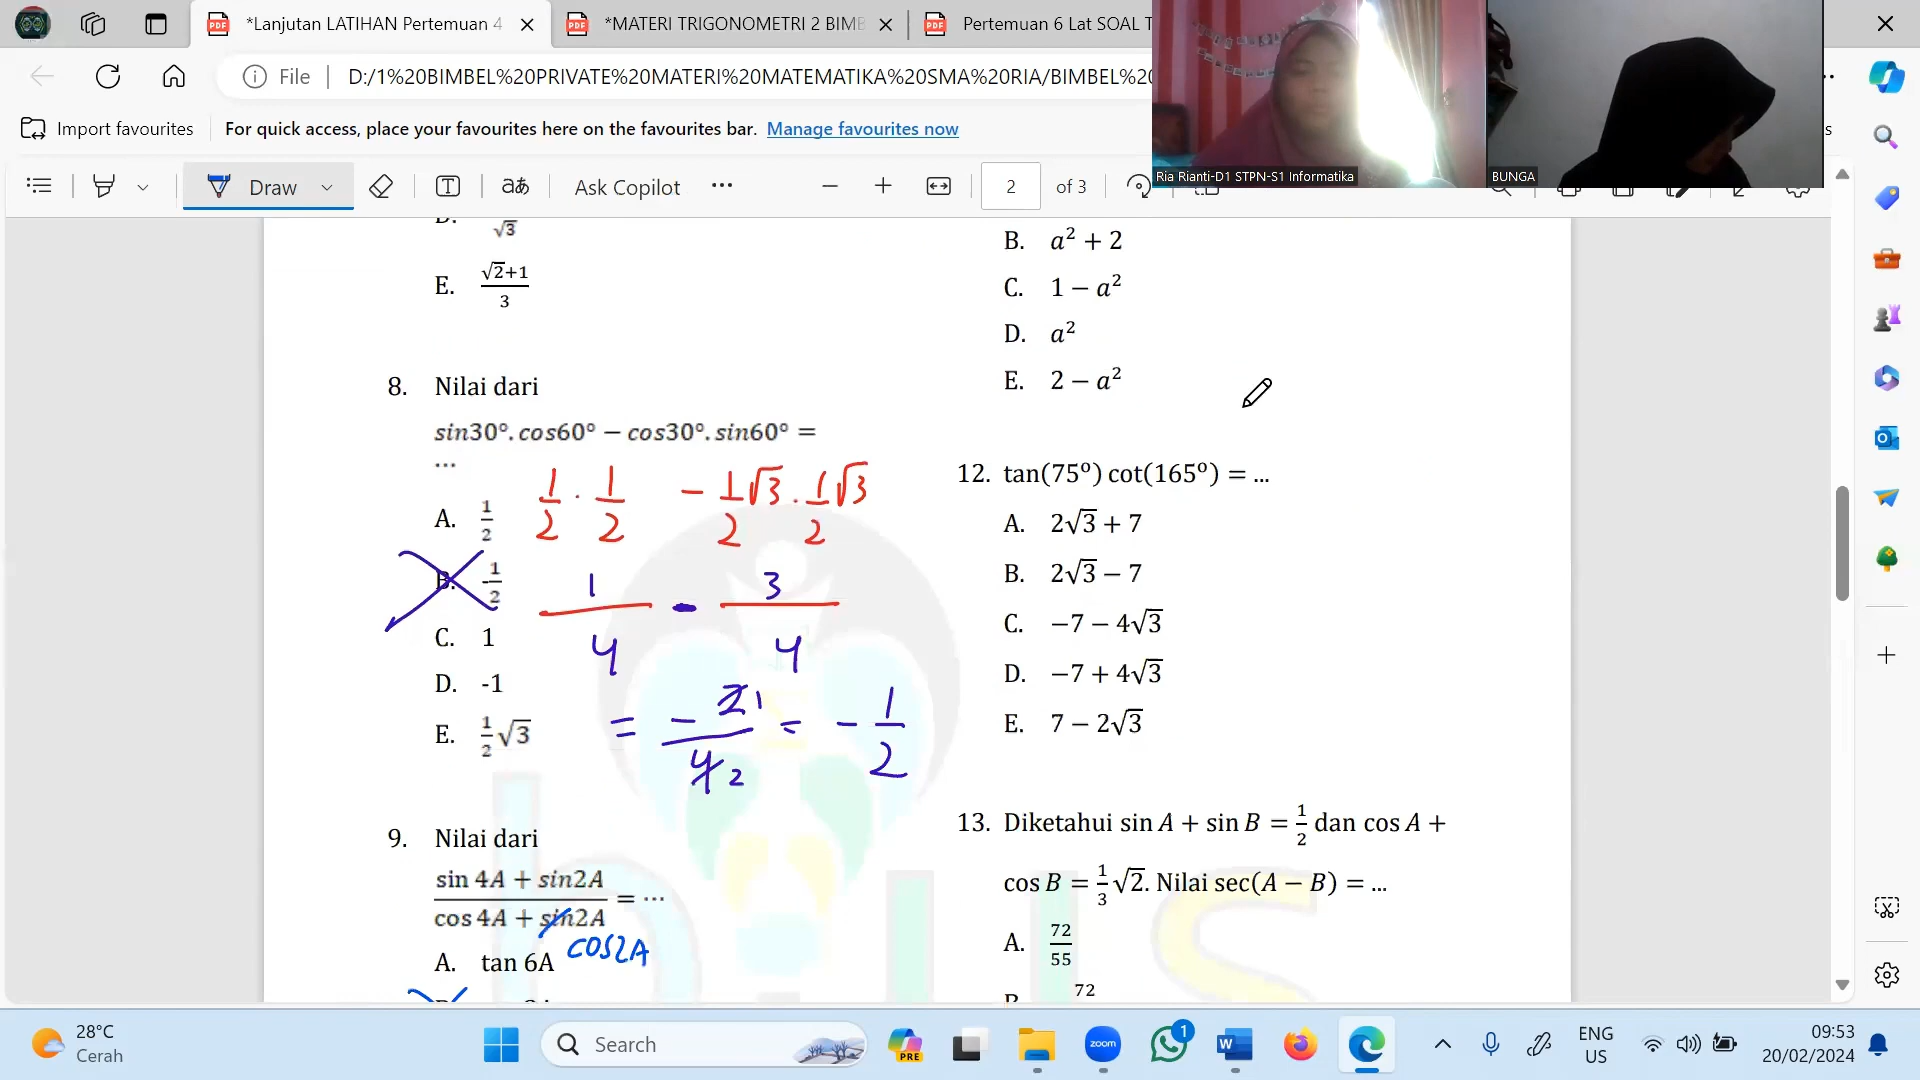 *Lanjutan LATIHAN Pertemuan 4
*MATERI TRIGONOMETRI 2 BIMB
Pertemuan 6 Lat SOAL T
File
D:/1%20BIMBEL%20PRIVATE%20MATERI%20MATEMATIKA%20SMA%20RIA/BIMBEL%20
Import favourites
For quick access, place your favourites here on the favourites bar. Manage favourites now
Ria Rianti-D1 STPN-S1 Informatika
BUNGA
Draw
Ask Copilot
2 of 3
√3
E. (√2+1)/3
8. Nilai dari
sin30°. cos60° − cos30°. sin60° =
...
A. 1/2
B. -1/2
C. 1
D. -1
E. 1/2 √3
1/2 . 1/2 - 1/2 √3 . 1/2 √3
1/4 - 3/4
= - 2 1 / 4 2 = - 1/2
9. Nilai dari
(sin 4A + sin2A)/(cos 4A + sin2A) = ...
cos2A
A. tan 6A
B. a² + 2
C. 1 − a²
D. a²
E. 2 − a²
12. tan(75°) cot(165°) = ...
A. 2√3 + 7
B. 2√3 − 7
C. −7 − 4√3
D. −7 + 4√3
E. 7 − 2√3
13. Diketahui sin A + sin B = 1/2 dan cos A +
cos B = 1/3 √2. Nilai sec(A − B) = ...
A. 72/55
72
28°C
Cerah
Search
PRE
zoom
1
ENG
US
09:53
20/02/2024